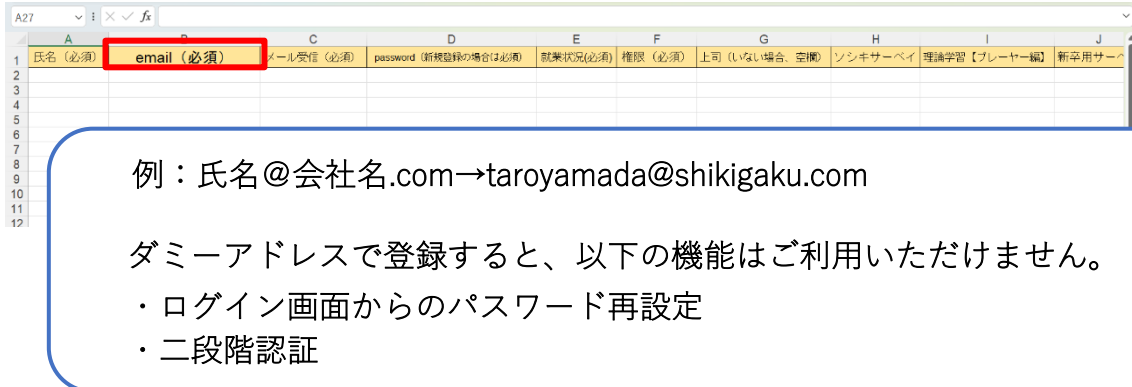 A27 fx
A B C D E F G H I J
1 氏名（必須） email（必須） メール受信（必須） password（新規登録の場合は必須） 就業状況(必須) 権限（必須） 上司（いない場合、空欄） ソシキサーベイ 理論学習【プレーヤー編】 新卒用サーベ
2
3
4
5
6
7
8
9
10
11
12
例：氏名@会社名.com→taroyamada@shikigaku.com
ダミーアドレスで登録すると、以下の機能はご利用いただけません。
・ログイン画面からのパスワード再設定
・二段階認証